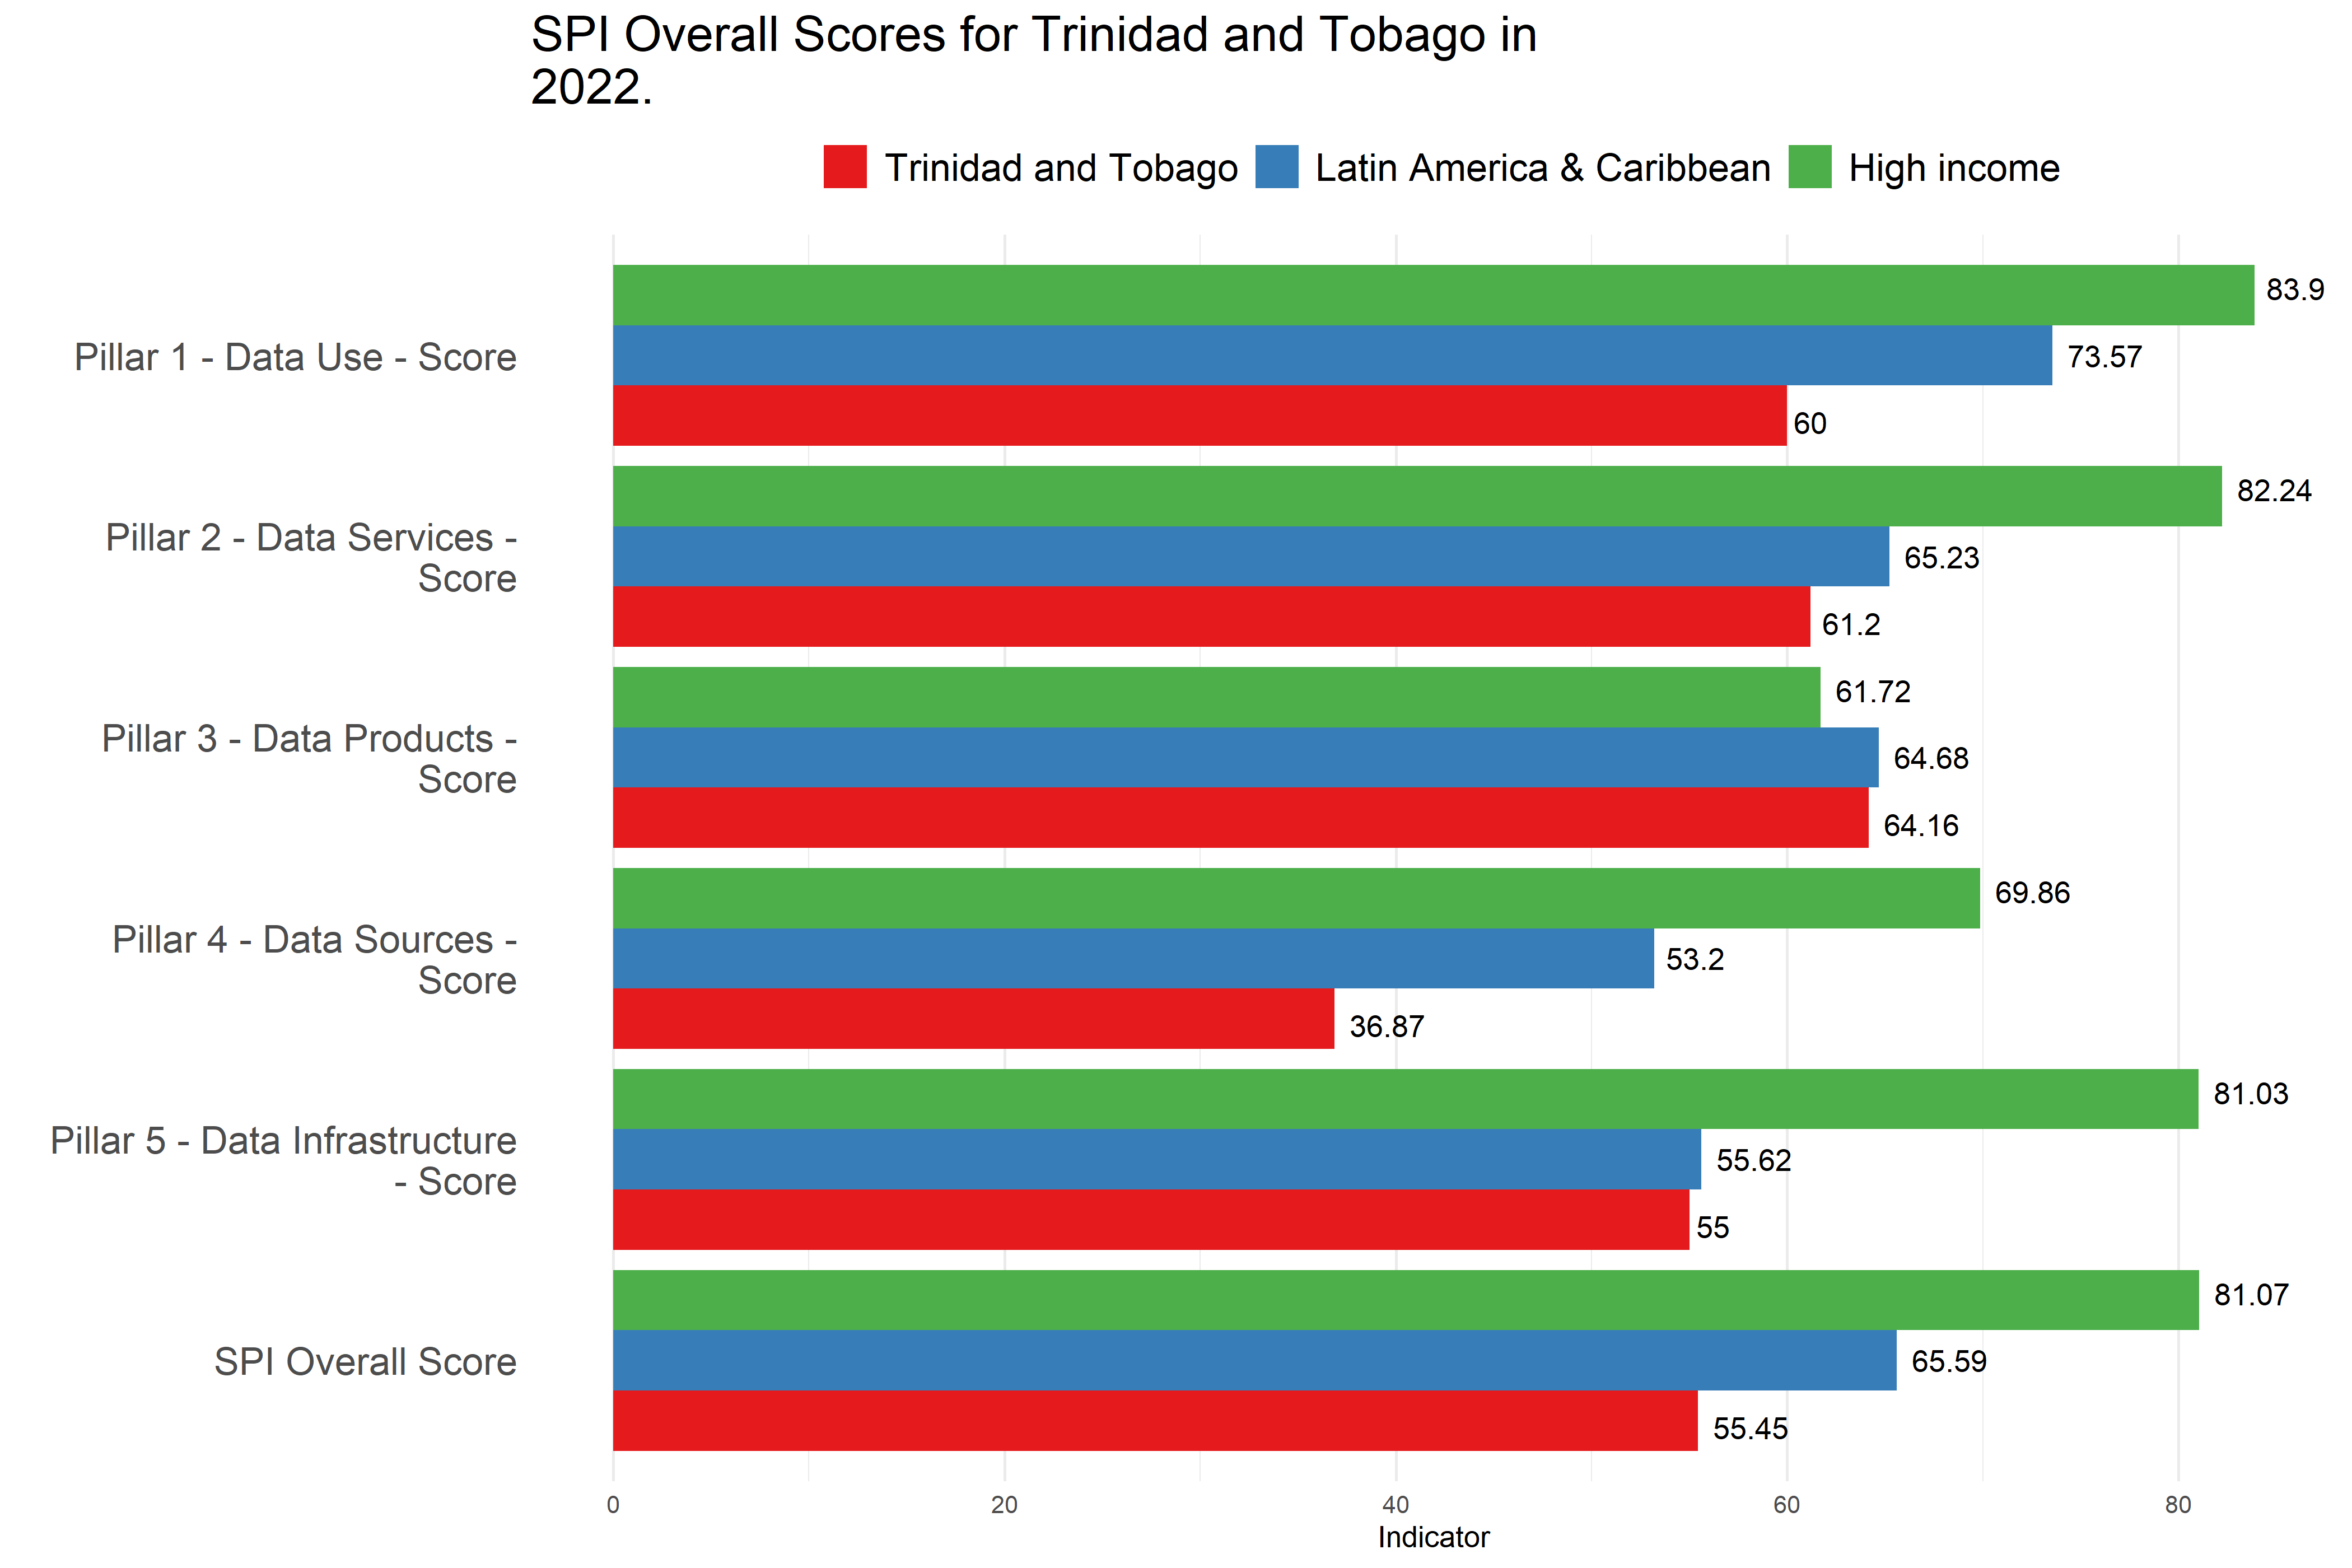 SPI Overall Scores for Trinidad and Tobago in
2022.
Trinidad and Tobago Latin America & Caribbean High income
Pillar 1 - Data Use - Score
83.9
73.57
60
Pillar 2 - Data Services -
Score
82.24
65.23
61.2
Pillar 3 - Data Products -
Score
61.72
64.68
64.16
Pillar 4 - Data Sources -
Score
69.86
53.2
36.87
Pillar 5 - Data Infrastructure
- Score
81.03
55.62
55
SPI Overall Score
81.07
65.59
55.45
0 20 40 60 80
Indicator